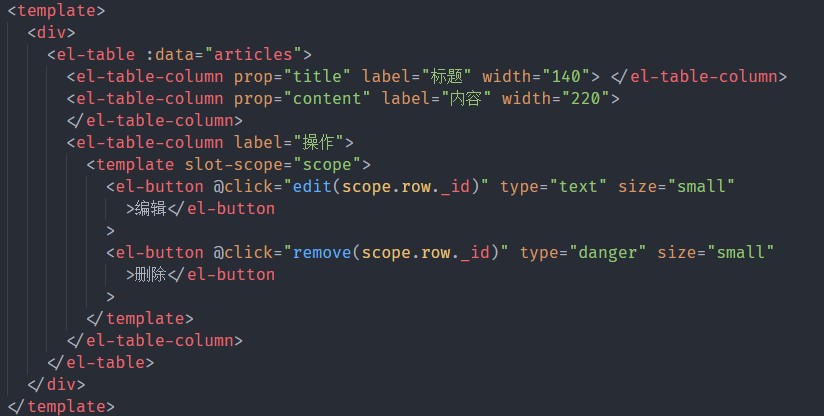 <template>
  <div>
    <el-table :data="articles">
      <el-table-column prop="title" label="标题" width="140"> </el-table-column>
      <el-table-column prop="content" label="内容" width="220">
      </el-table-column>
      <el-table-column label="操作">
        <template slot-scope="scope">
          <el-button @click="edit(scope.row._id)" type="text" size="small"
            >编辑</el-button
          >
          <el-button @click="remove(scope.row._id)" type="danger" size="small"
            >删除</el-button
          >
        </template>
      </el-table-column>
    </el-table>
  </div>
</template>